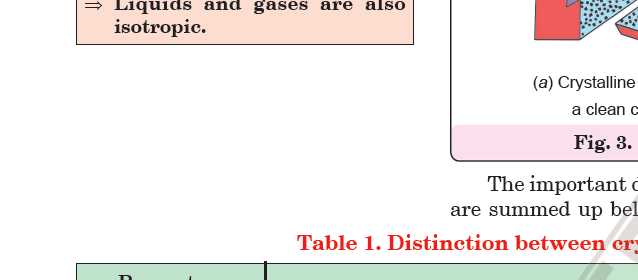 ⇒ Liquids and gases are also
isotropic.
(a) Crystalline
a clean c
Fig. 3.
The important
are summed up bel
Table 1. Distinction between cry